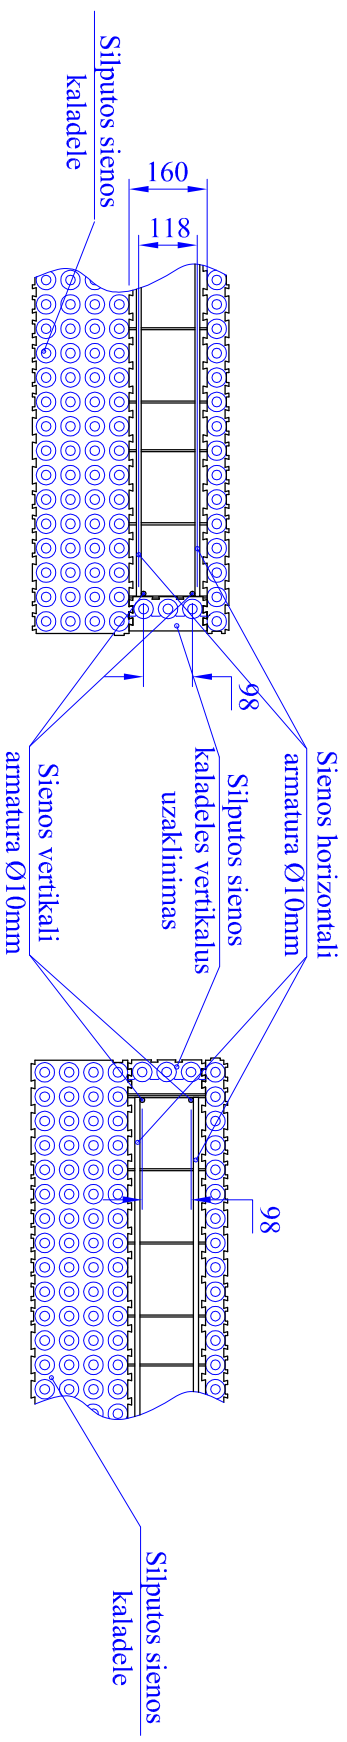 Silputos sienos
kaladele
160
118
98
Sienos horizontali
armatura Ø10mm
Silputos sienos
kaladeles vertikalus
uzaklinimas
Sienos vertikali
armatura Ø10mm
98
Silputos sienos
kaladele